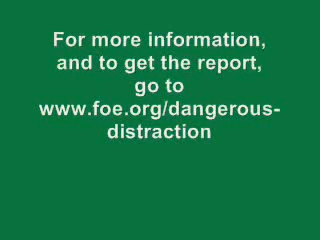 For more information,
and to get the report,
go to
www.foe.org/dangerous-
distraction